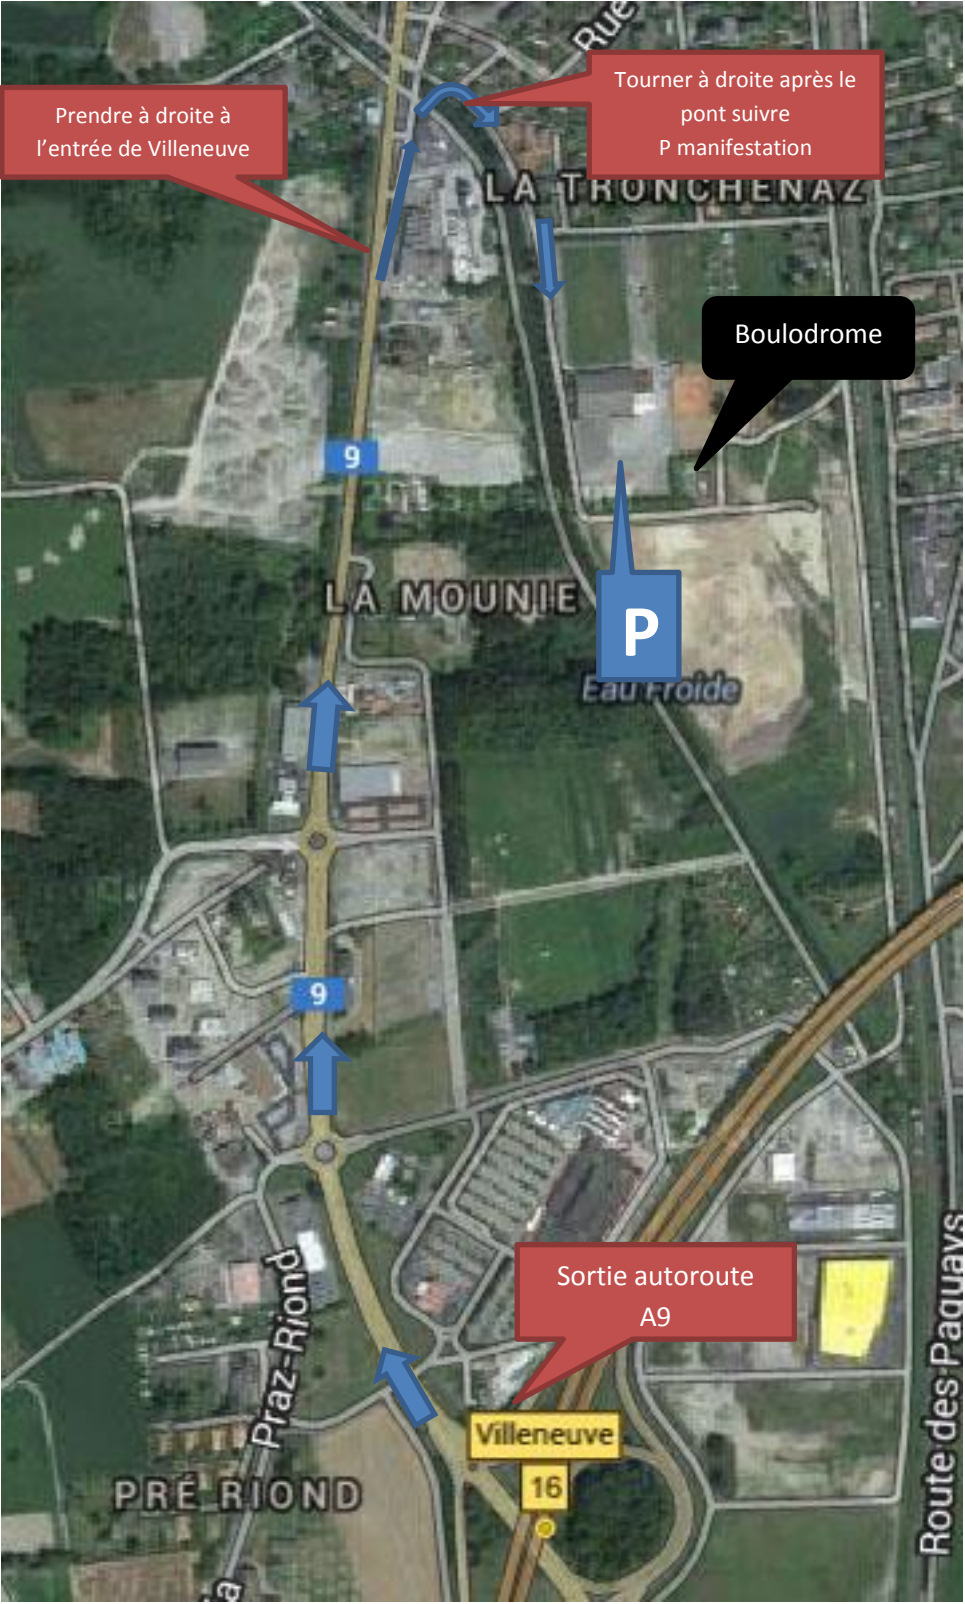 Rue
Tourner à droite après le
pont suivre
P manifestation
Prendre à droite à
l'entrée de Villeneuve
LA TRONCHENAZ
Boulodrome
9
LA MOUNIE
P
Eau Froide
9
Sortie autoroute
A9
Praz-Riond
Villeneuve
16
PRÉ RIOND
Route des Paquays
la